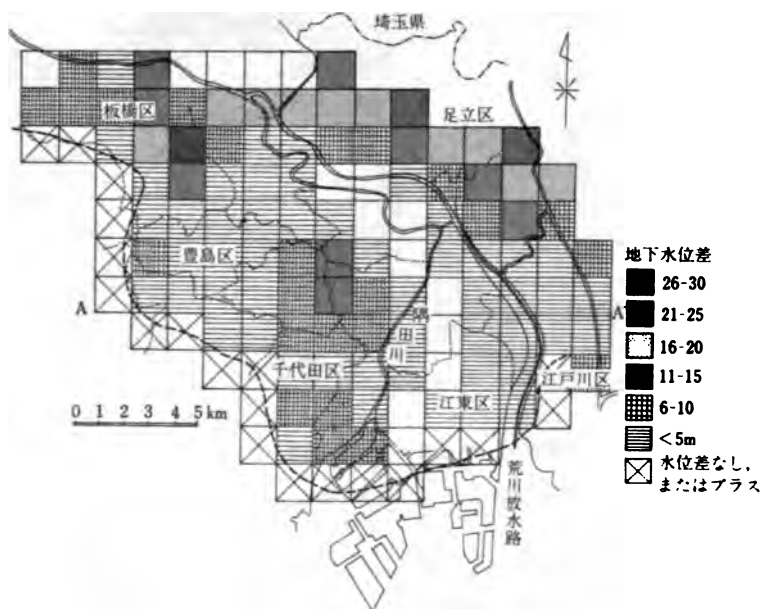 埼玉県
板橋区
足立区
豊島区
A
隅田川
A'
千代田区
江戸川区
江東区
0 1 2 3 4 5 km
荒川放水路
地下水位差
26-30
21-25
16-20
11-15
6-10
<5m
水位差なし,
またはプラス